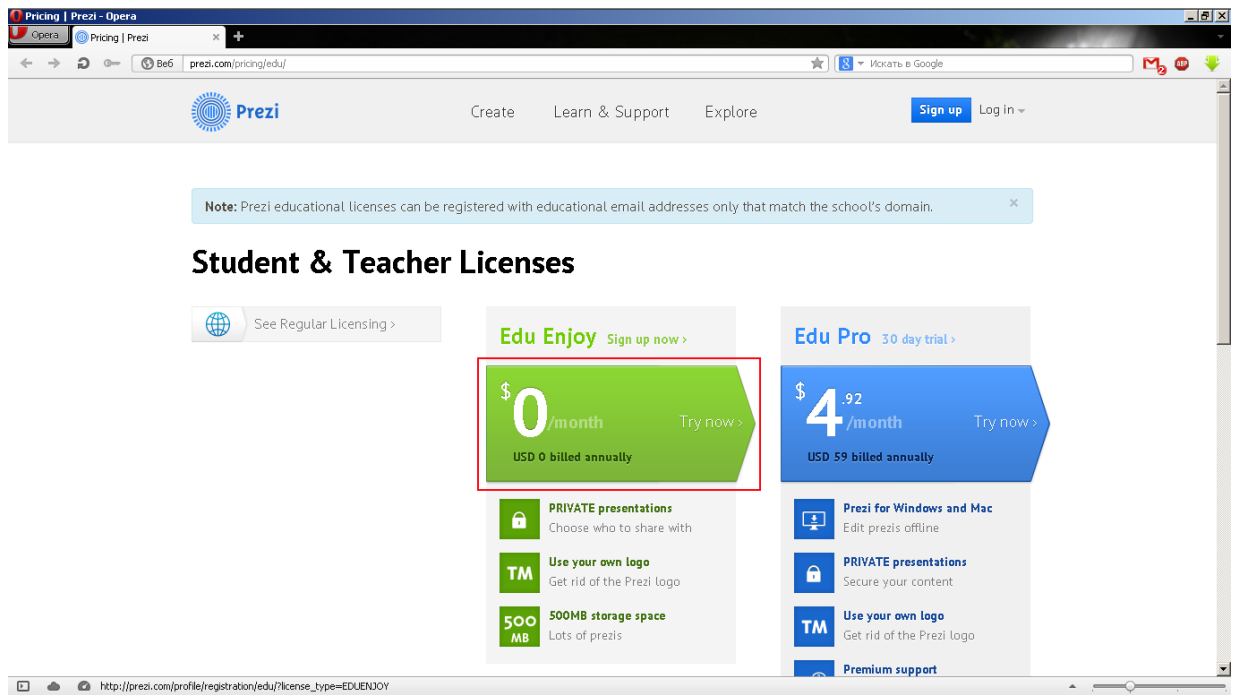 Pricing | Prezi - Opera
Opera
Pricing | Prezi
Веб
prezi.com/pricing/edu/
Искать в Google
2
ABP
Prezi
Create
Learn & Support
Explore
Sign up
Log in
Note: Prezi educational licenses can be registered with educational email addresses only that match the school's domain.
Student & Teacher Licenses
See Regular Licensing ›
Edu Enjoy Sign up now ›
$0/month
Try now ›
USD 0 billed annually
PRIVATE presentations
Choose who to share with
TM
Use your own logo
Get rid of the Prezi logo
500 MB
500MB storage space
Lots of prezis
Edu Pro 30 day trial ›
$4.92/month
Try now ›
USD 59 billed annually
Prezi for Windows and Mac
Edit prezis offline
PRIVATE presentations
Secure your content
TM
Use your own logo
Get rid of the Prezi logo
Premium support
http://prezi.com/profile/registration/edu/?license_type=EDUENJOY